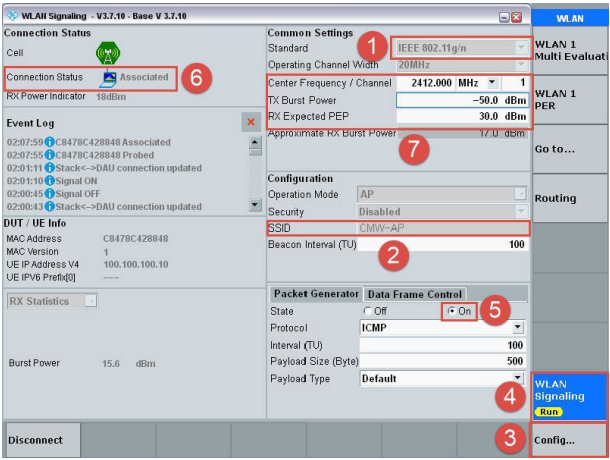 WLAN Signaling - V3.7.10 - Base V 3.7.10
WLAN
Connection Status
Cell
Connection Status Associated
6
RX Power Indicator 18dBm
Event Log
02:07:59 C8478C428848 Associated
02:07:55 C8478C428848 Probed
02:01:11 Stack<-->DAU connection updated
02:01:10 Signal ON
02:00:45 Signal OFF
02:00:43 Stack<-->DAU connection updated
DUT / UE Info
MAC Address C8478C428848
MAC Version 1
UE IP Address V4 100.100.100.10
UE IPV6 Prefix[0] ---
RX Statistics
Burst Power 15.6 dBm
Common Settings
Standard 1 IEEE 802.11g/n
Operating Channel Width 20MHz
Center Frequency / Channel 2412.000 MHz 1
TX Burst Power -50.0 dBm
RX Expected PEP 30.0 dBm
Approximate RX Burst Power 17.0 dBm
7
Configuration
Operation Mode AP
Security Disabled
SSID CMW-AP
Beacon Interval (TU) 100
2
Packet Generator Data Frame Control
State Off On 5
Protocol ICMP
Interval (TU) 100
Payload Size (Byte) 500
Payload Type Default
WLAN 1
Multi Evaluati
WLAN 1
PER
Go to...
Routing
4
WLAN
Signaling
Run
Disconnect
3
Config...